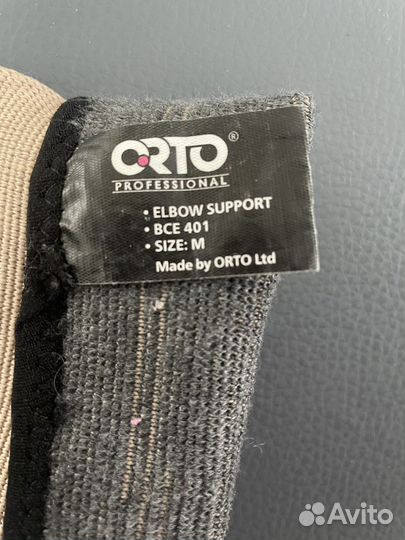 ORTO®
PROFESSIONAL
• ELBOW SUPPORT
• BCE 401
• SIZE: M
Made by ORTO Ltd
Avito